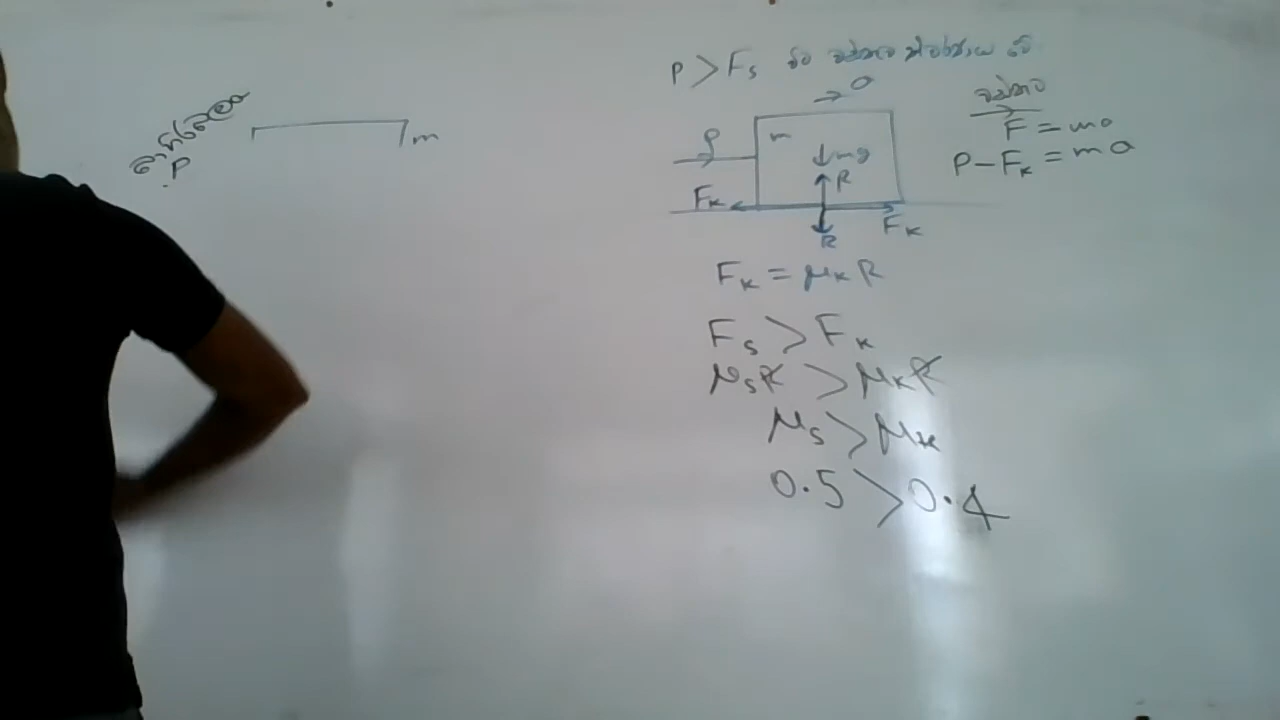 P
m
P > Fs
→ a
P
m
mg
R
Fk
R
Fk
F = ma
P − Fk = ma
Fk = μk R
Fs > Fk
μs R > μk R
μs > μk
0.5 > 0.4